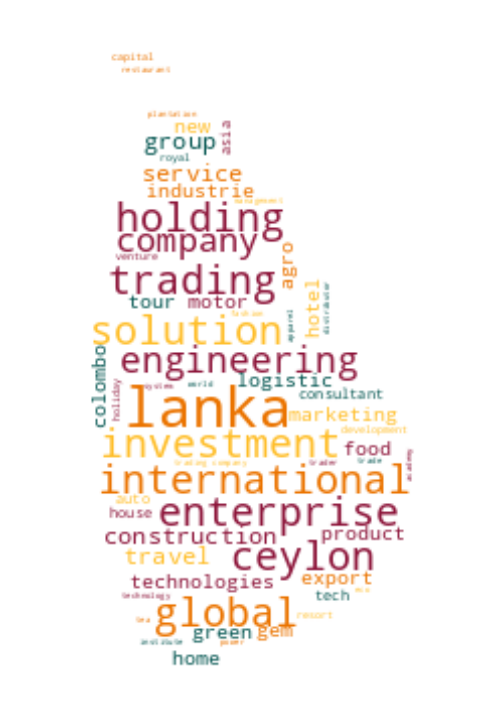 capital
restaurant
plantation
new
asia
group
royal
service
industrie
management
holding
company
venture
agro
trading
tour motor
hotel
distributor
fashion
solution
apparel
colombo
engineering
logistic
holiday
system
world
consultant
lanka
marketing
development
investment
food
trading company
trader
trade
academy
international
auto
house
enterprise
construction
product
travel
ceylon
technologies
export
technology
tech
global
resort
tea
green
gem
institute
power
home